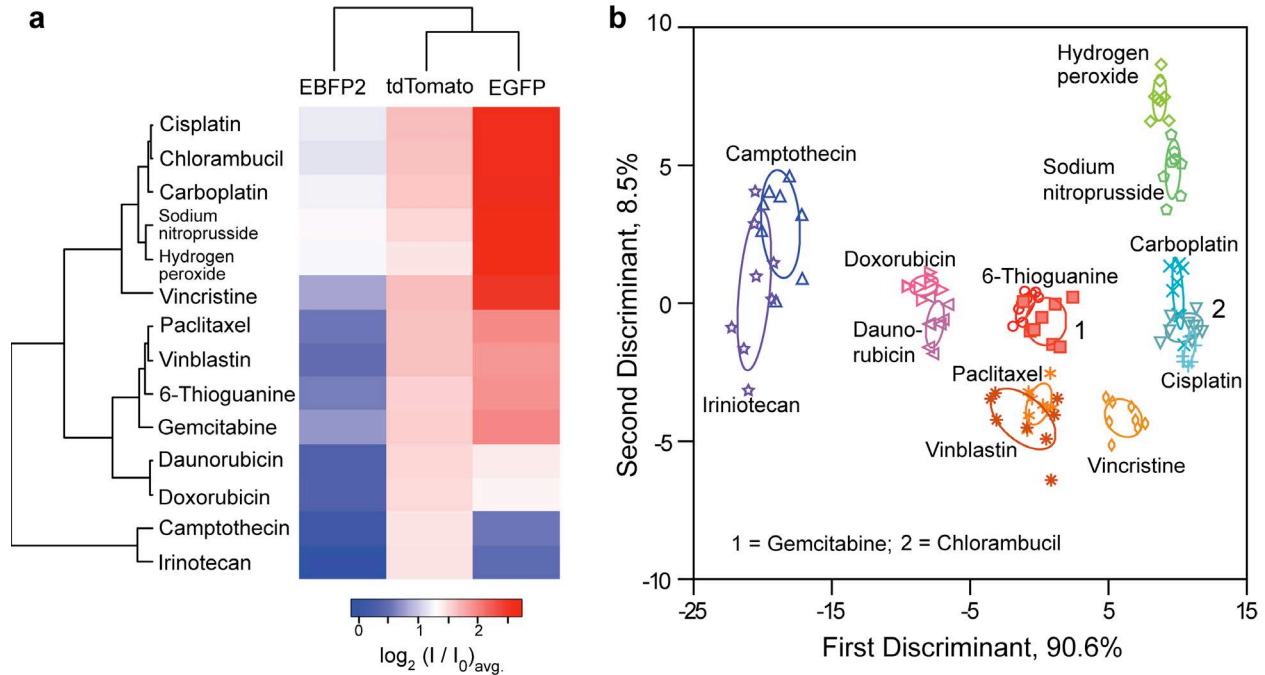 a
EBFP2 tdTomato EGFP
Cisplatin
Chlorambucil
Carboplatin
Sodium
nitroprusside
Hydrogen
peroxide
Vincristine
Paclitaxel
Vinblastin
6-Thioguanine
Gemcitabine
Daunorubicin
Doxorubicin
Camptothecin
Irinotecan
0 1 2
log₂ (I / I₀)avg.
b
10
5
0
-5
-10
-25 -15 -5 5 15
Second Discriminant, 8.5%
First Discriminant, 90.6%
Hydrogen
peroxide
Camptothecin
Sodium
nitroprusside
Carboplatin
Doxorubicin
6-Thioguanine
1
2
Dauno-
rubicin
Paclitaxel
Cisplatin
Iriniotecan
Vinblastin
Vincristine
1 = Gemcitabine; 2 = Chlorambucil